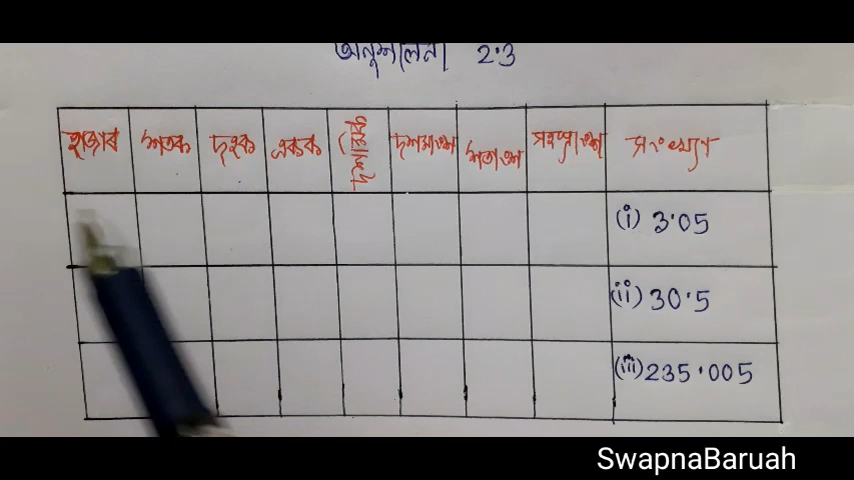 অনুশীলনী 2.3
হাজাৰ শতক দহক একক দশমিক দশমাংশ শতাংশ সহস্ৰাংশ সংখ্যা
(i) 3.05
(ii) 30.5
(iii) 235.005
SwapnaBaruah